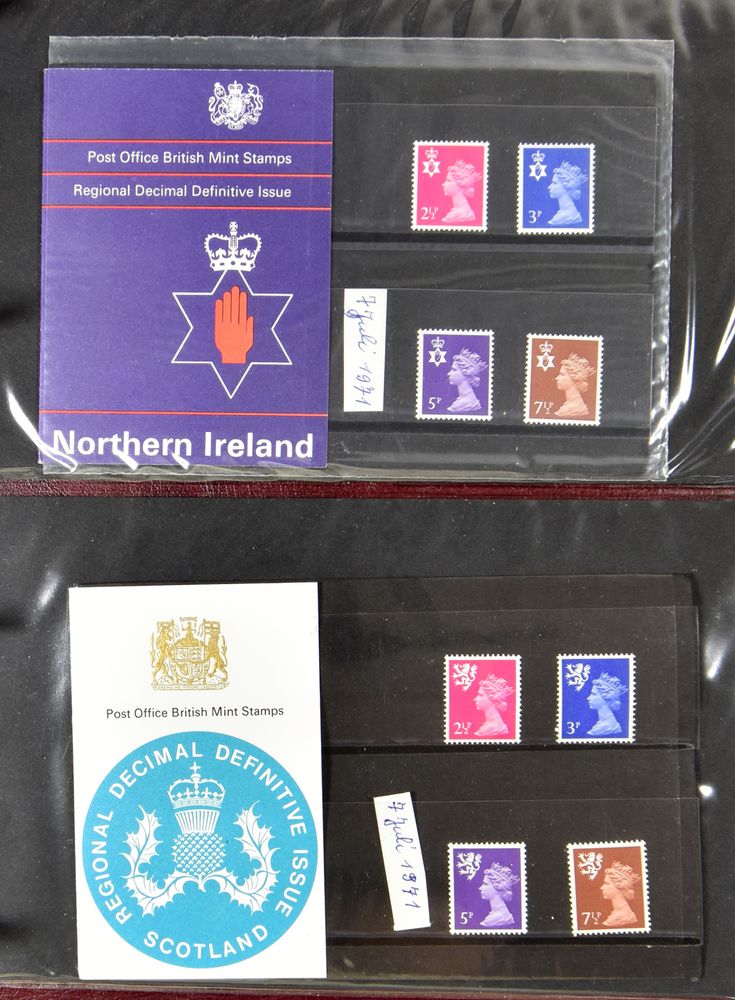 Post Office British Mint Stamps
Regional Decimal Definitive Issue
Northern Ireland
2½P
3P
7 Juli 1971
5P
7½P
Post Office British Mint Stamps
REGIONAL DECIMAL DEFINITIVE ISSUE
SCOTLAND
2½P
3P
7 Juli 1971
5P
7½P